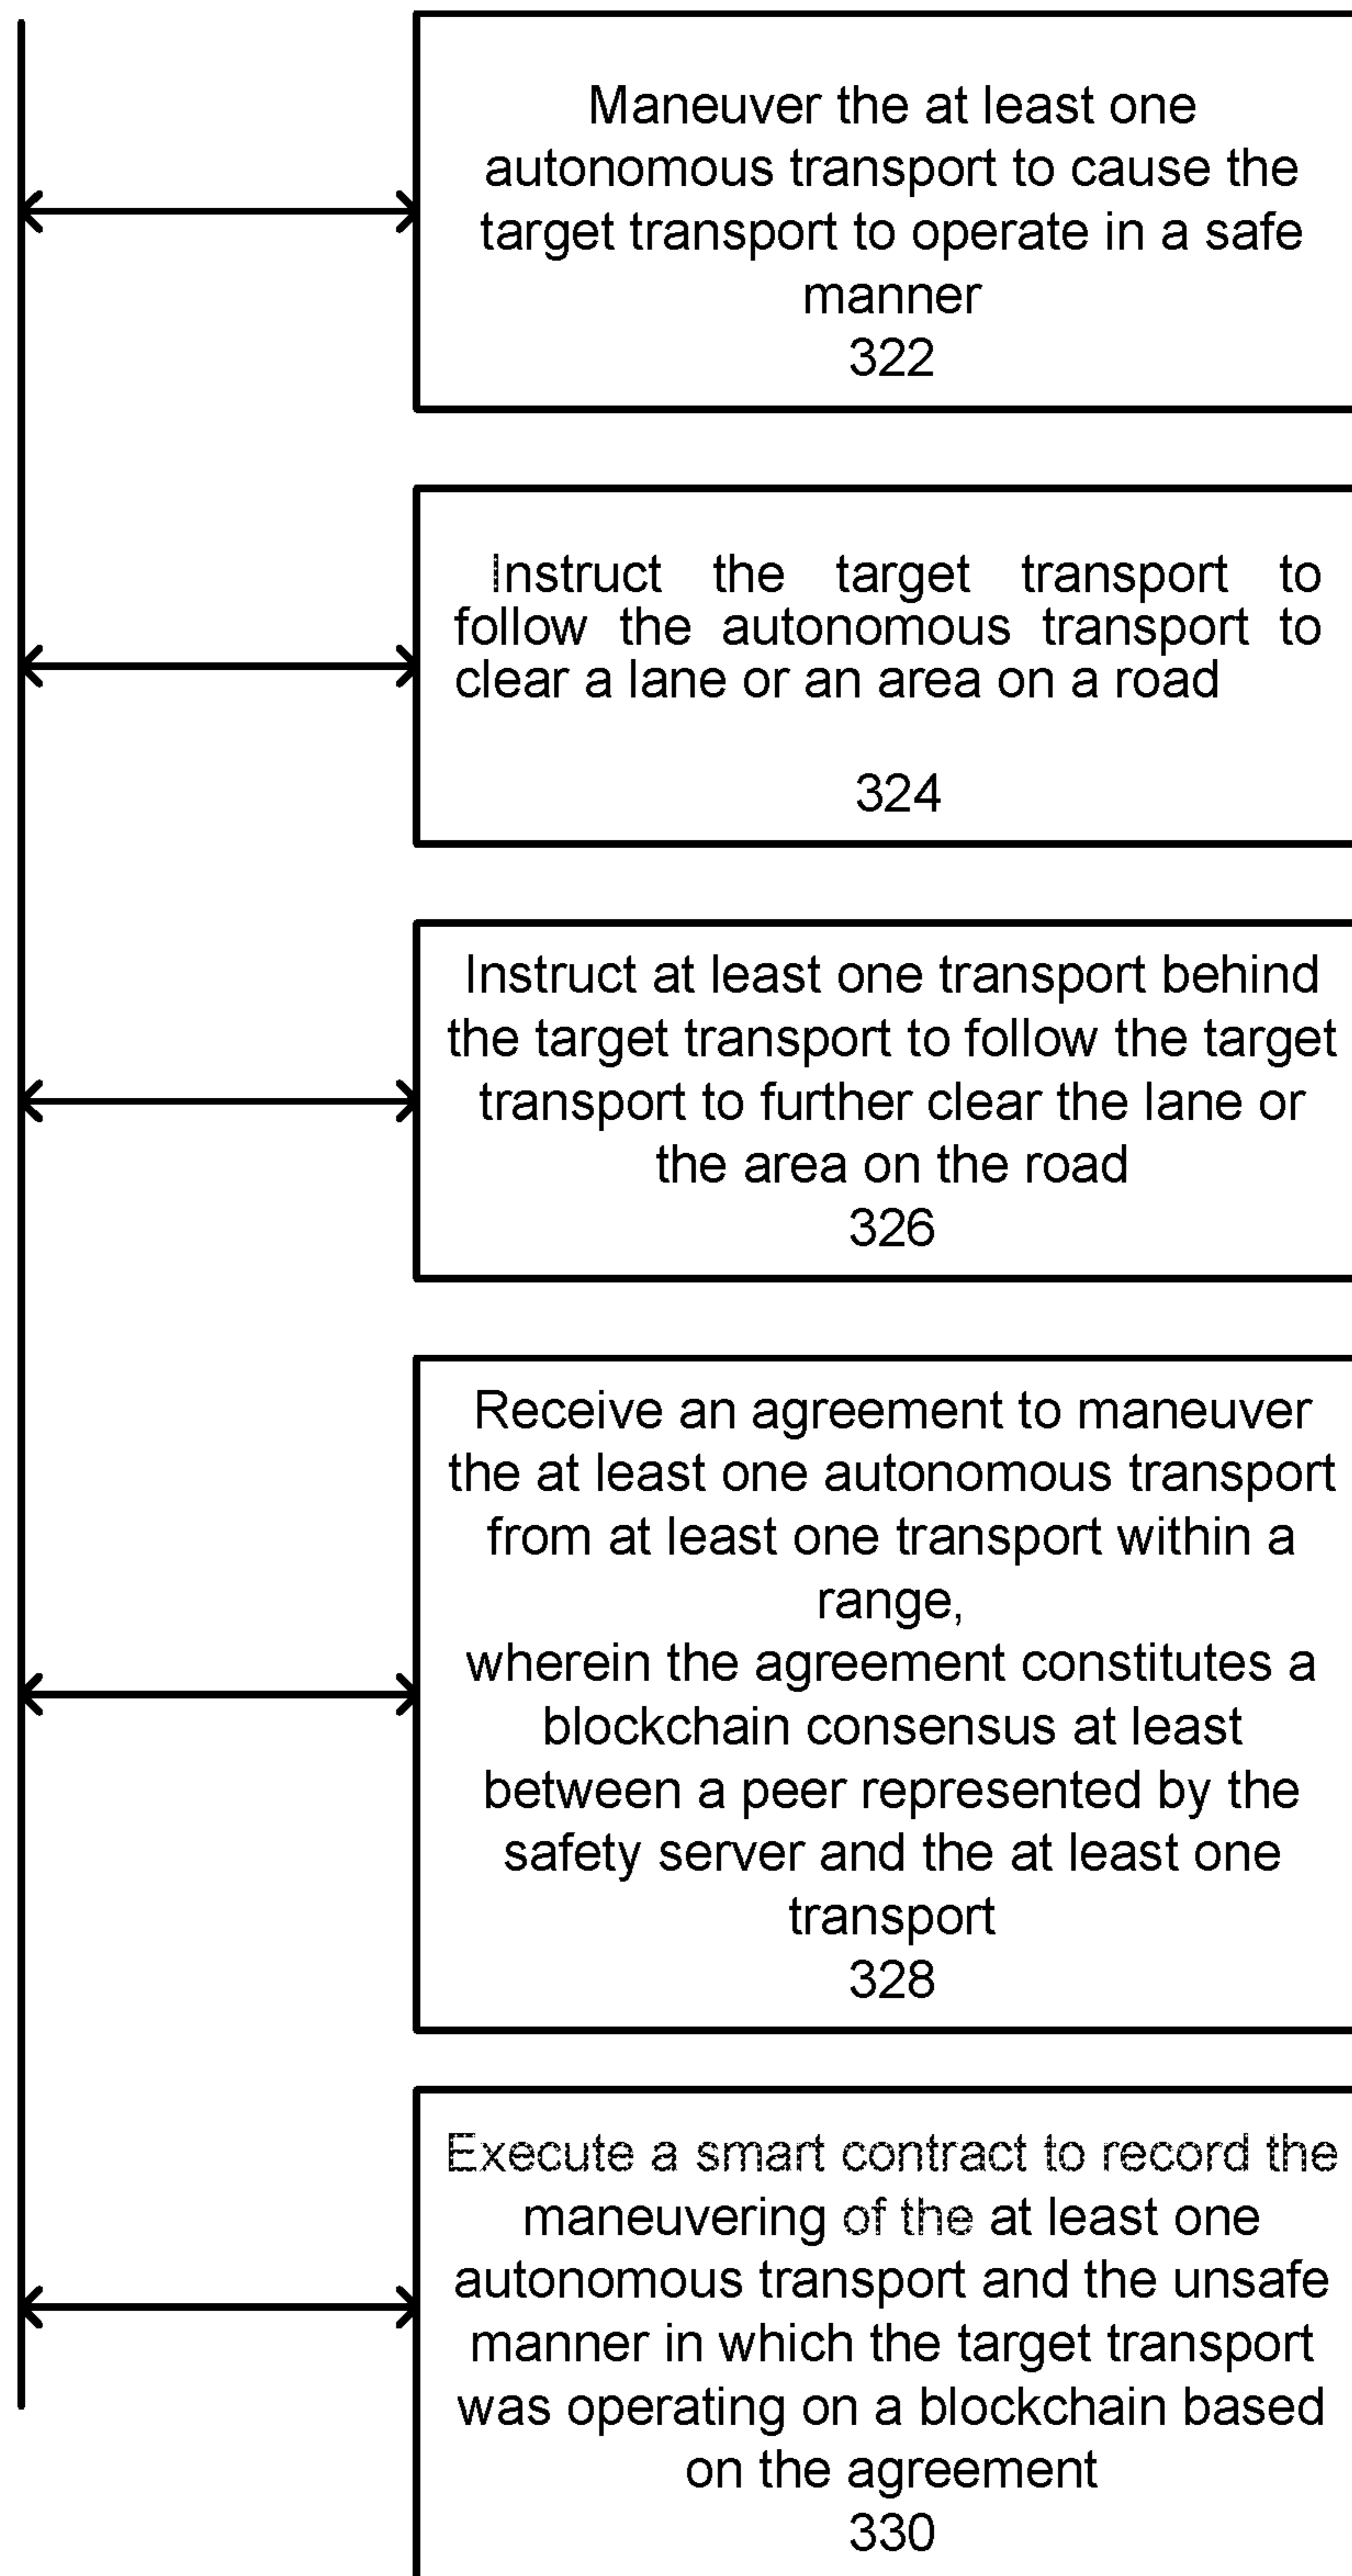 Maneuver the at least one
autonomous transport to cause the
target transport to operate in a safe
manner
322
Instruct the target transport to
follow the autonomous transport to
clear a lane or an area on a road
324
Instruct at least one transport behind
the target transport to follow the target
transport to further clear the lane or
the area on the road
326
Receive an agreement to maneuver
the at least one autonomous transport
from at least one transport within a
range,
wherein the agreement constitutes a
blockchain consensus at least
between a peer represented by the
safety server and the at least one
transport
328
Execute a smart contract to record the
maneuvering of the at least one
autonomous transport and the unsafe
manner in which the target transport
was operating on a blockchain based
on the agreement
330